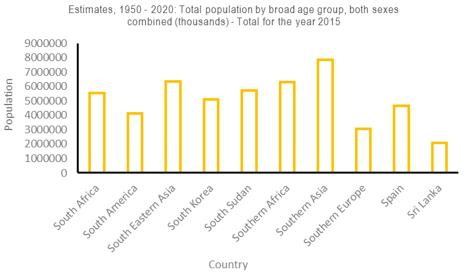 Estimates, 1950 - 2020: Total population by broad age group, both sexes
combined (thousands) - Total for the year 2015
9000000
8000000
7000000
6000000
5000000
4000000
3000000
2000000
1000000
0
Population
South Africa
South America
South Eastern Asia
South Korea
South Sudan
Southern Africa
Southern Asia
Southern Europe
Spain
Sri Lanka
Country